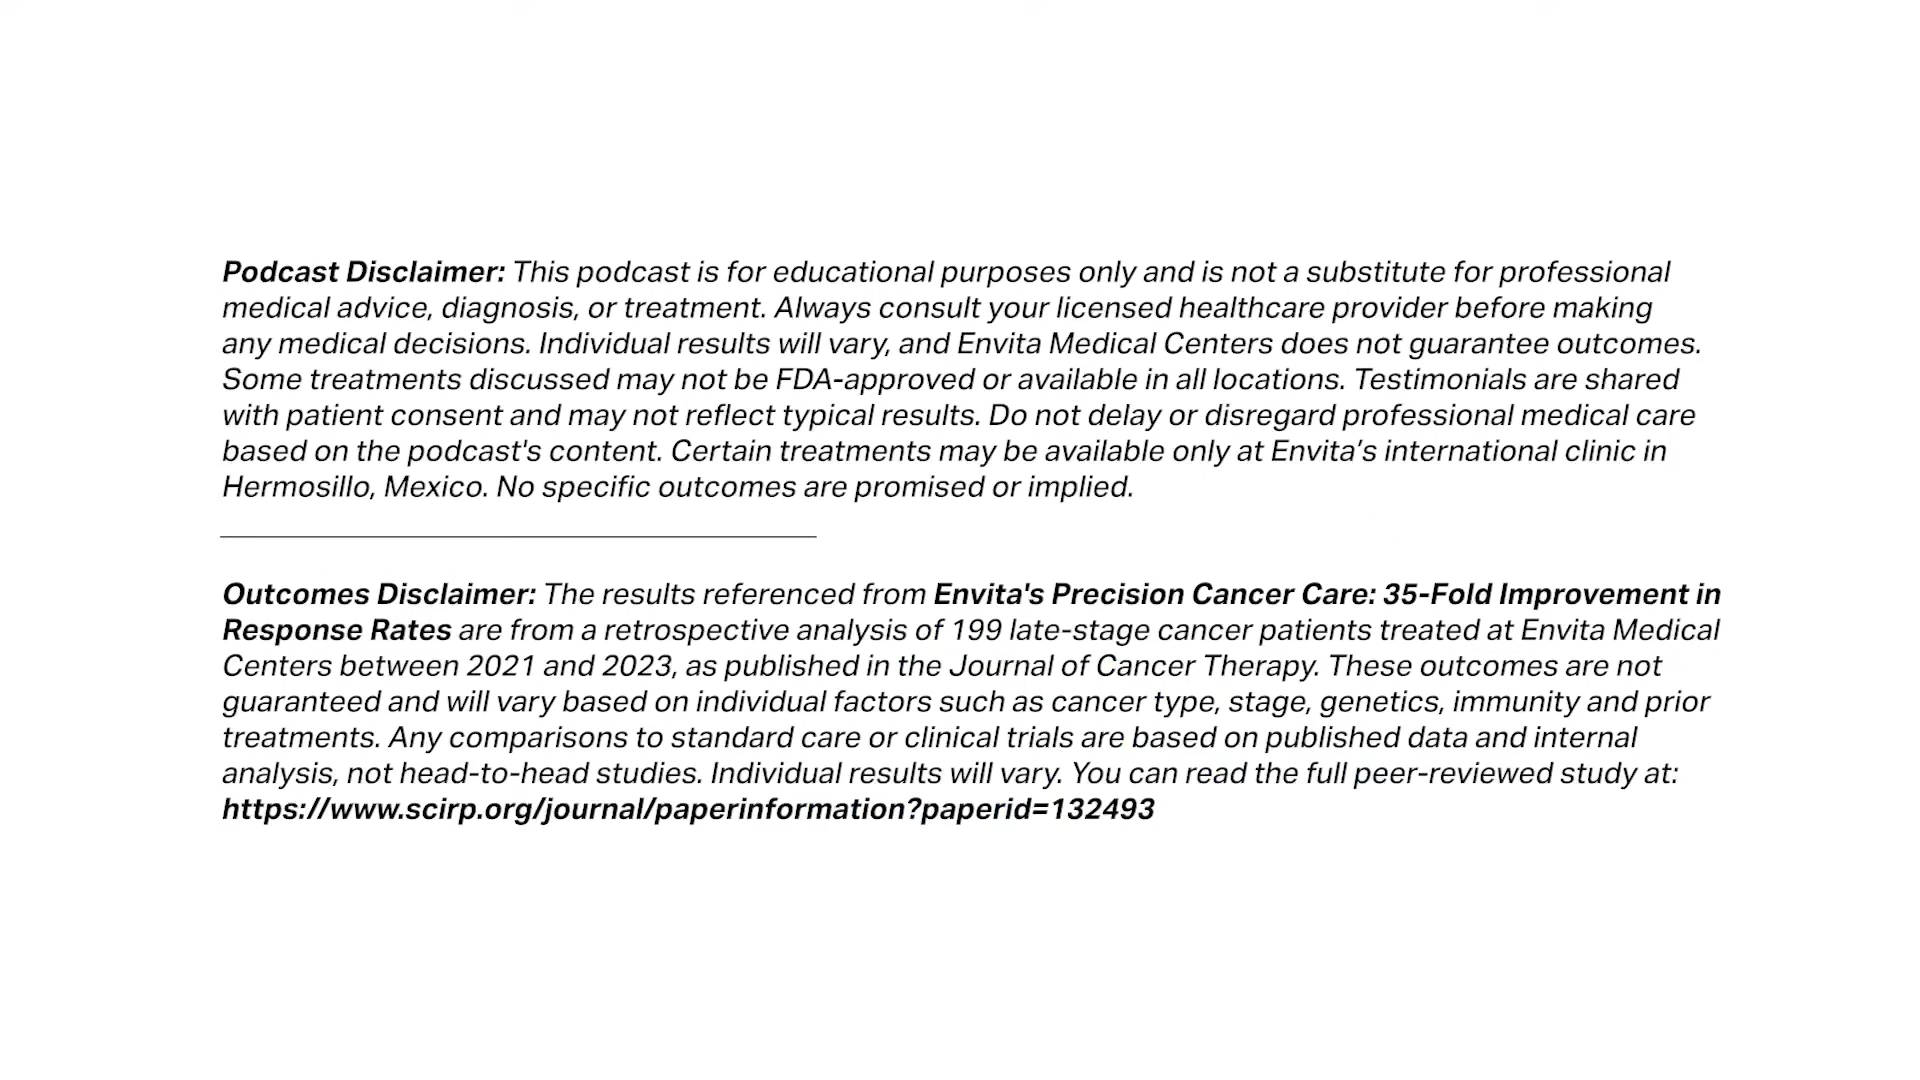 Podcast Disclaimer: This podcast is for educational purposes only and is not a substitute for professional
medical advice, diagnosis, or treatment. Always consult your licensed healthcare provider before making
any medical decisions. Individual results will vary, and Envita Medical Centers does not guarantee outcomes.
Some treatments discussed may not be FDA-approved or available in all locations. Testimonials are shared
with patient consent and may not reflect typical results. Do not delay or disregard professional medical care
based on the podcast's content. Certain treatments may be available only at Envita’s international clinic in
Hermosillo, Mexico. No specific outcomes are promised or implied.
Outcomes Disclaimer: The results referenced from Envita's Precision Cancer Care: 35-Fold Improvement in
Response Rates are from a retrospective analysis of 199 late-stage cancer patients treated at Envita Medical
Centers between 2021 and 2023, as published in the Journal of Cancer Therapy. These outcomes are not
guaranteed and will vary based on individual factors such as cancer type, stage, genetics, immunity and prior
treatments. Any comparisons to standard care or clinical trials are based on published data and internal
analysis, not head-to-head studies. Individual results will vary. You can read the full peer-reviewed study at:
https://www.scirp.org/journal/paperinformation?paperid=132493